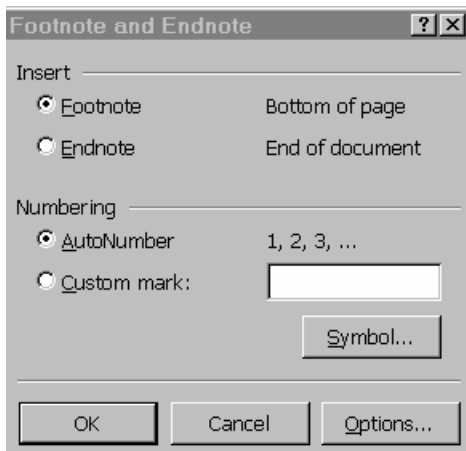 Footnote and Endnote ? X
Insert
Footnote Bottom of page
Endnote End of document
Numbering
AutoNumber 1, 2, 3, ...
Custom mark:
Symbol...
OK Cancel Options...